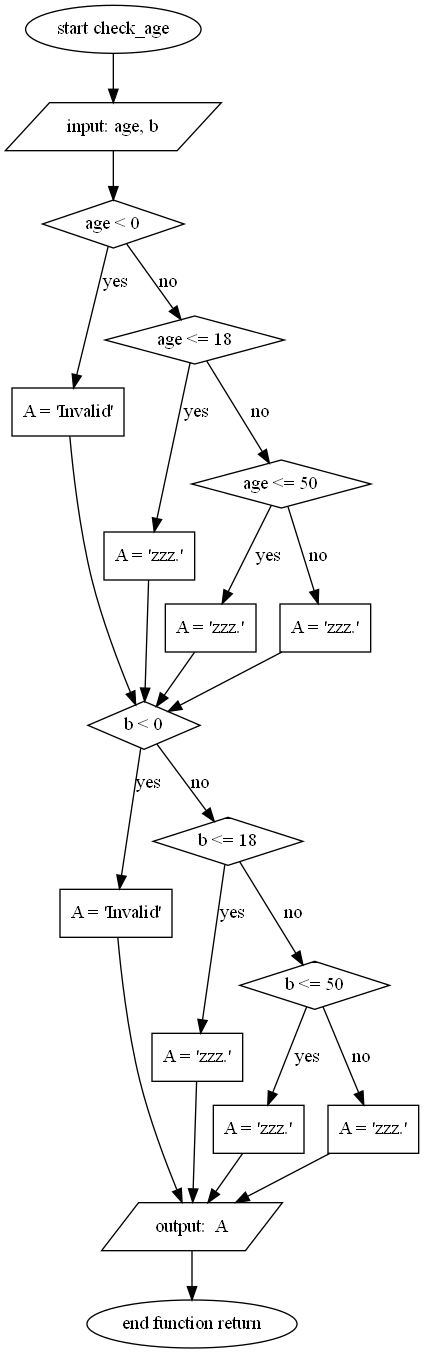 start check_age
input: age, b
age < 0
yes
no
age <= 18
A = 'Invalid'
yes
no
age <= 50
A = 'zzz.'
yes
no
A = 'zzz.'
A = 'zzz.'
b < 0
yes
no
b <= 18
A = 'Invalid'
yes
no
b <= 50
A = 'zzz.'
yes
no
A = 'zzz.'
A = 'zzz.'
output:  A
end function return